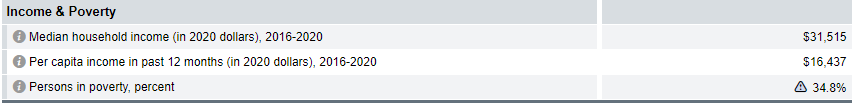 Income & Poverty
Median household income (in 2020 dollars), 2016-2020 $31,515
Per capita income in past 12 months (in 2020 dollars), 2016-2020 $16,437
Persons in poverty, percent 34.8%